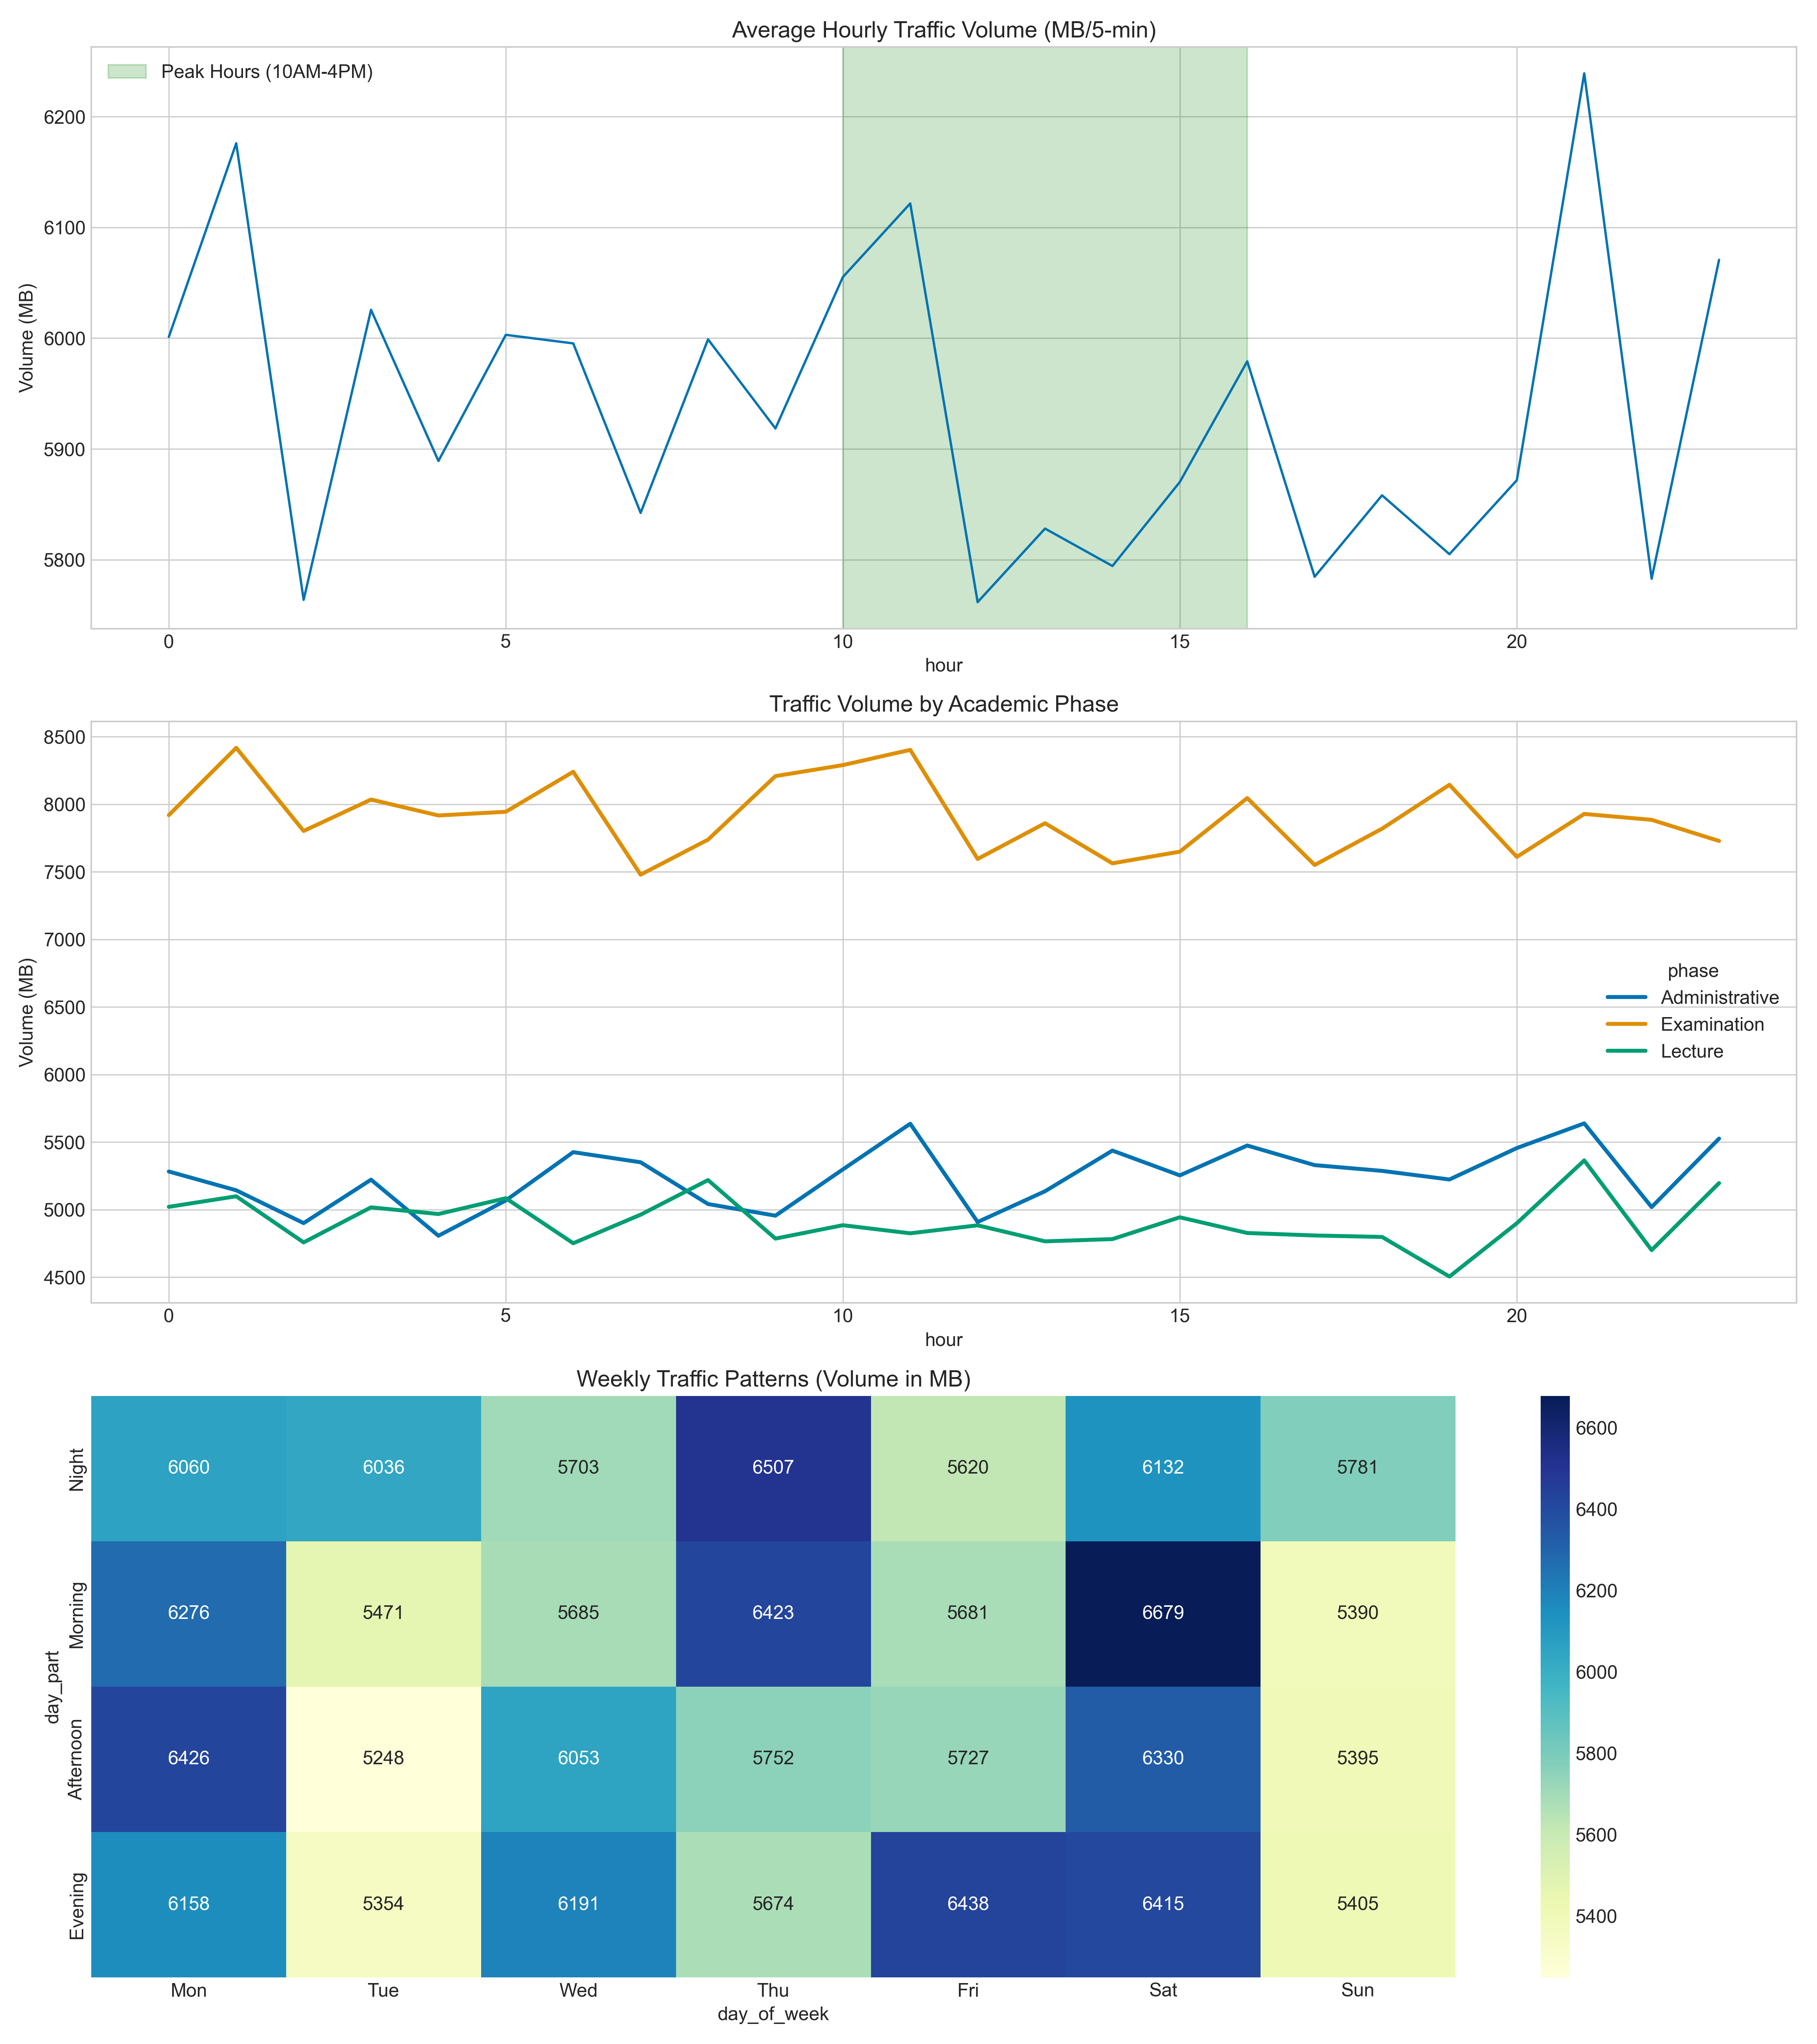 Average Hourly Traffic Volume (MB/5-min)
Peak Hours (10AM-4PM)
6200
6100
6000
5900
5800
Volume (MB)
0 5 10 15 20
hour
Traffic Volume by Academic Phase
8500
8000
7500
7000
6500
6000
5500
5000
4500
Volume (MB)
phase
Administrative
Examination
Lecture
0 5 10 15 20
hour
Weekly Traffic Patterns (Volume in MB)
day_part
Night 6060 6036 5703 6507 5620 6132 5781
Morning 6276 5471 5685 6423 5681 6679 5390
Afternoon 6426 5248 6053 5752 5727 6330 5395
Evening 6158 5354 6191 5674 6438 6415 5405
Mon Tue Wed Thu Fri Sat Sun
day_of_week
6600
6400
6200
6000
5800
5600
5400